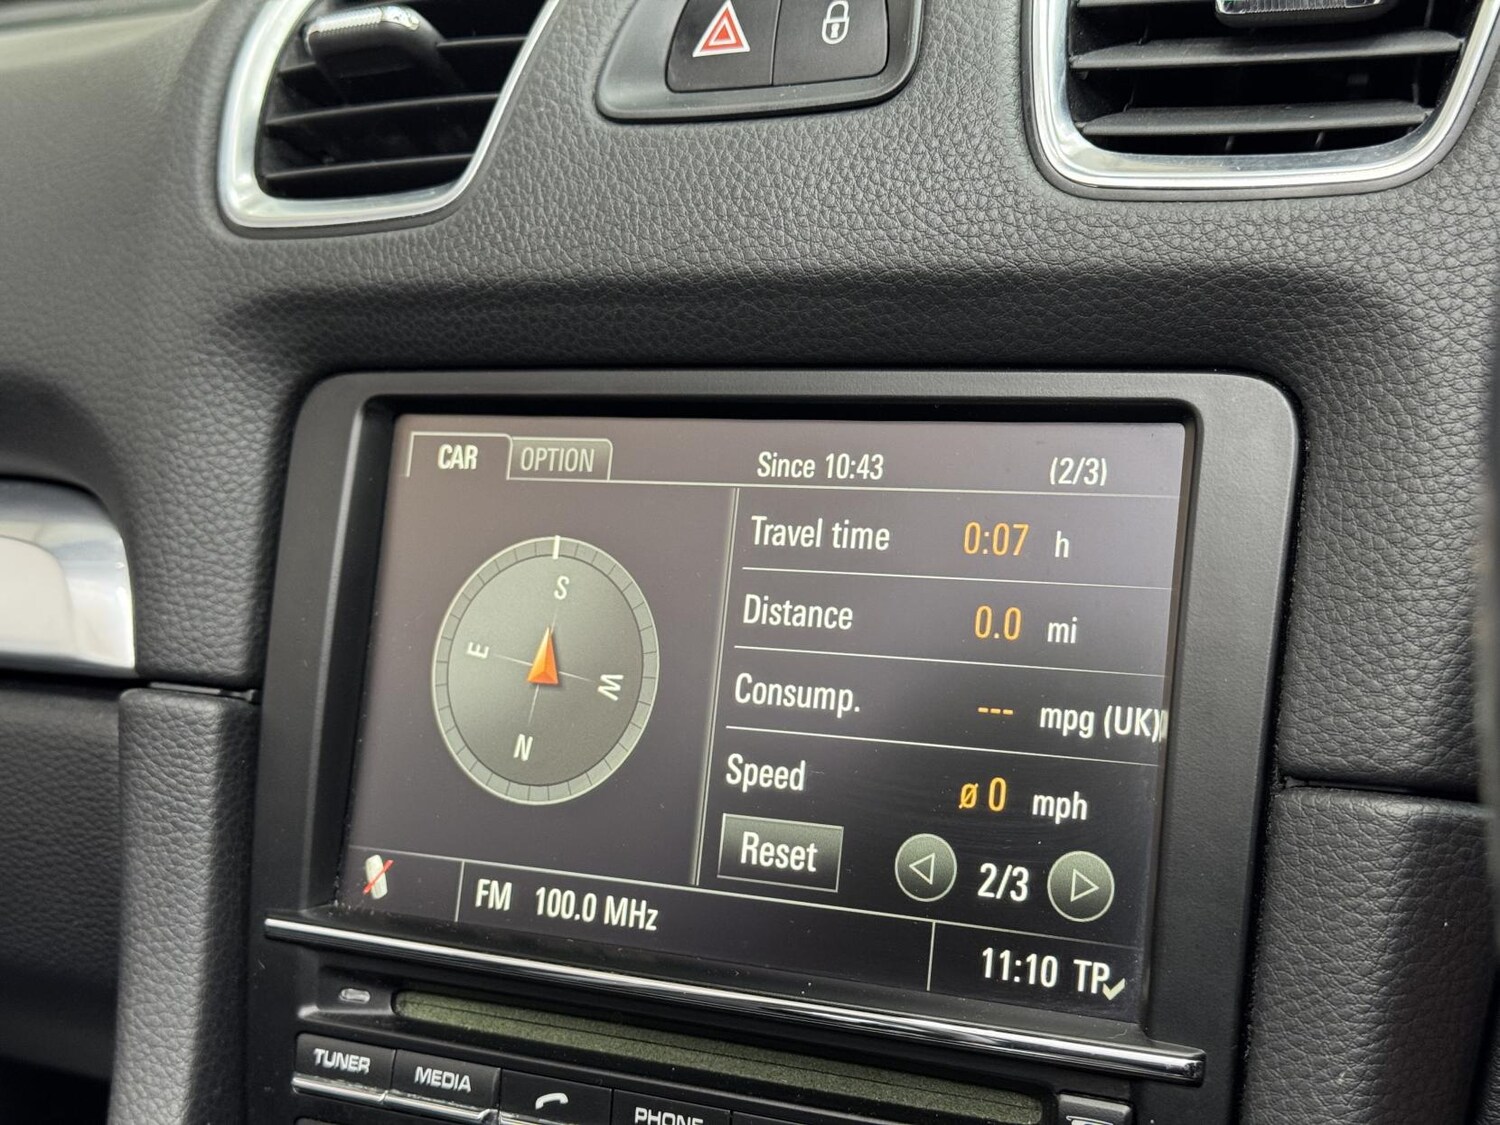 CAR OPTION Since 10:43 (2/3)
S
E
W
N
Travel time 0:07 h
Distance 0.0 mi
Consump. --- mpg (UK)
Speed ø 0 mph
Reset 2/3
FM 100.0 MHz
11:10 TP
TUNER MEDIA PHONE